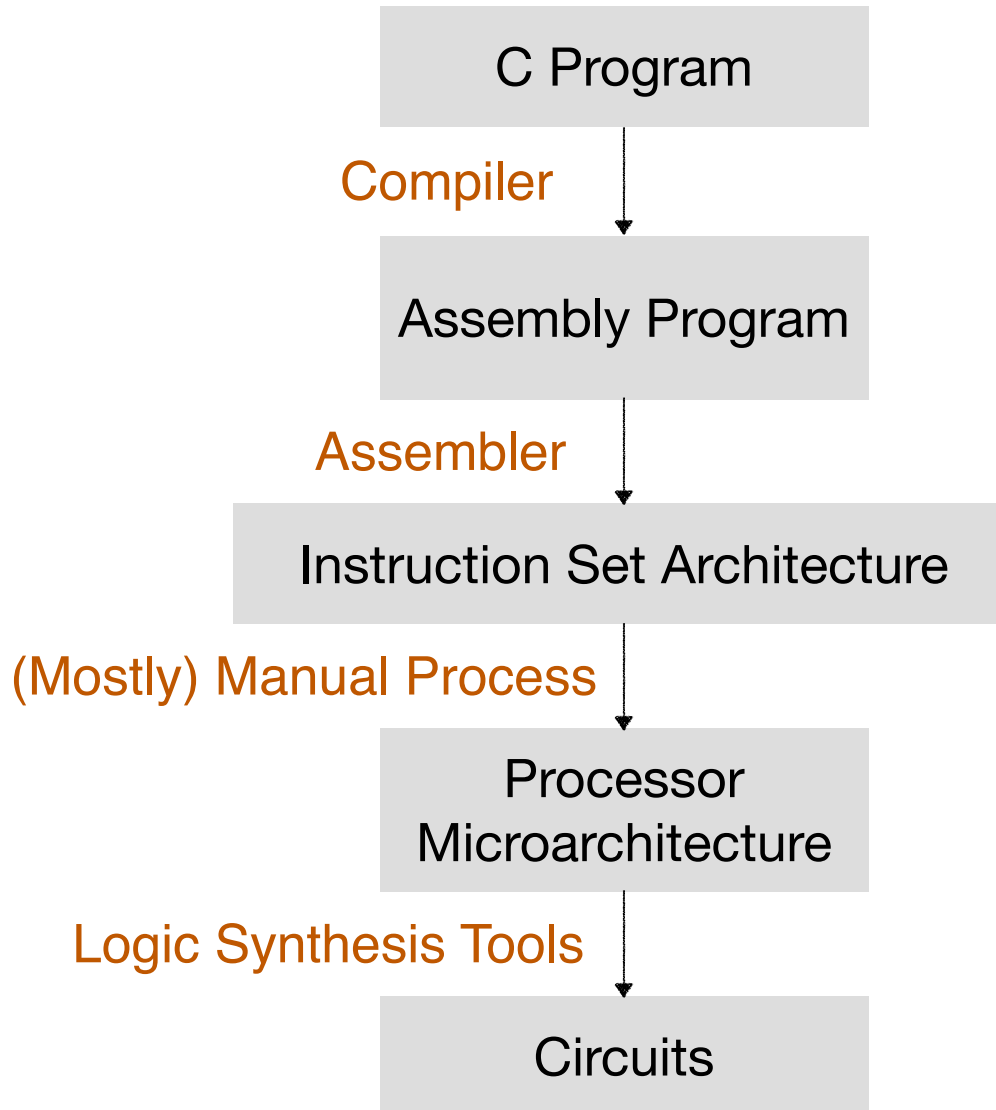 C Program
Compiler
Assembly Program
Assembler
Instruction Set Architecture
(Mostly) Manual Process
Processor
Microarchitecture
Logic Synthesis Tools
Circuits